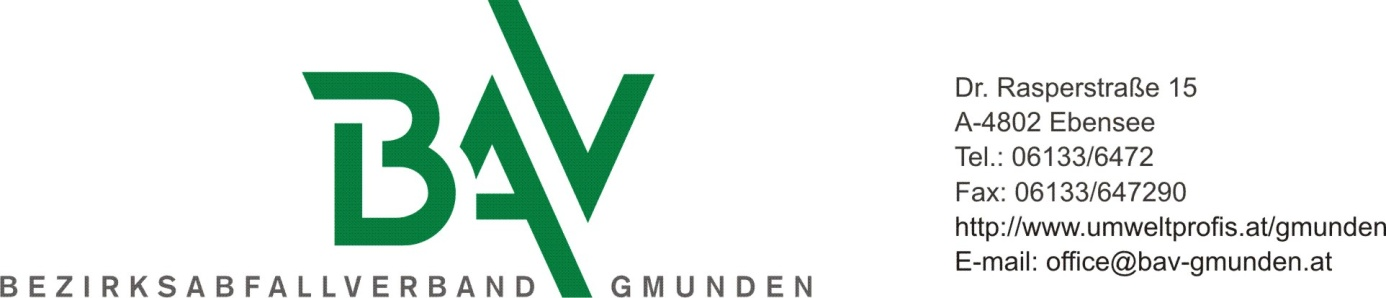 BAV
BEZIRKSABFALLVERBAND GMUNDEN
Dr. Rasperstraße 15
A-4802 Ebensee
Tel.: 06133/6472
Fax: 06133/647290
http://www.umweltprofis.at/gmunden
E-mail: office@bav-gmunden.at